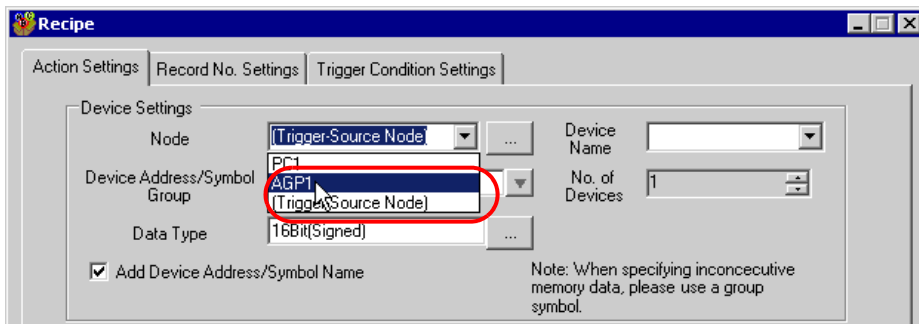 Recipe
Action Settings Record No. Settings Trigger Condition Settings
Device Settings
Node (Trigger-Source Node) ... Device Name
PC1
AGP1
(Trigger-Source Node)
Device Address/Symbol Group No. of Devices 1
Data Type 16Bit(Signed) ...
Add Device Address/Symbol Name
Note: When specifying inconcecutive
memory data, please use a group
symbol.